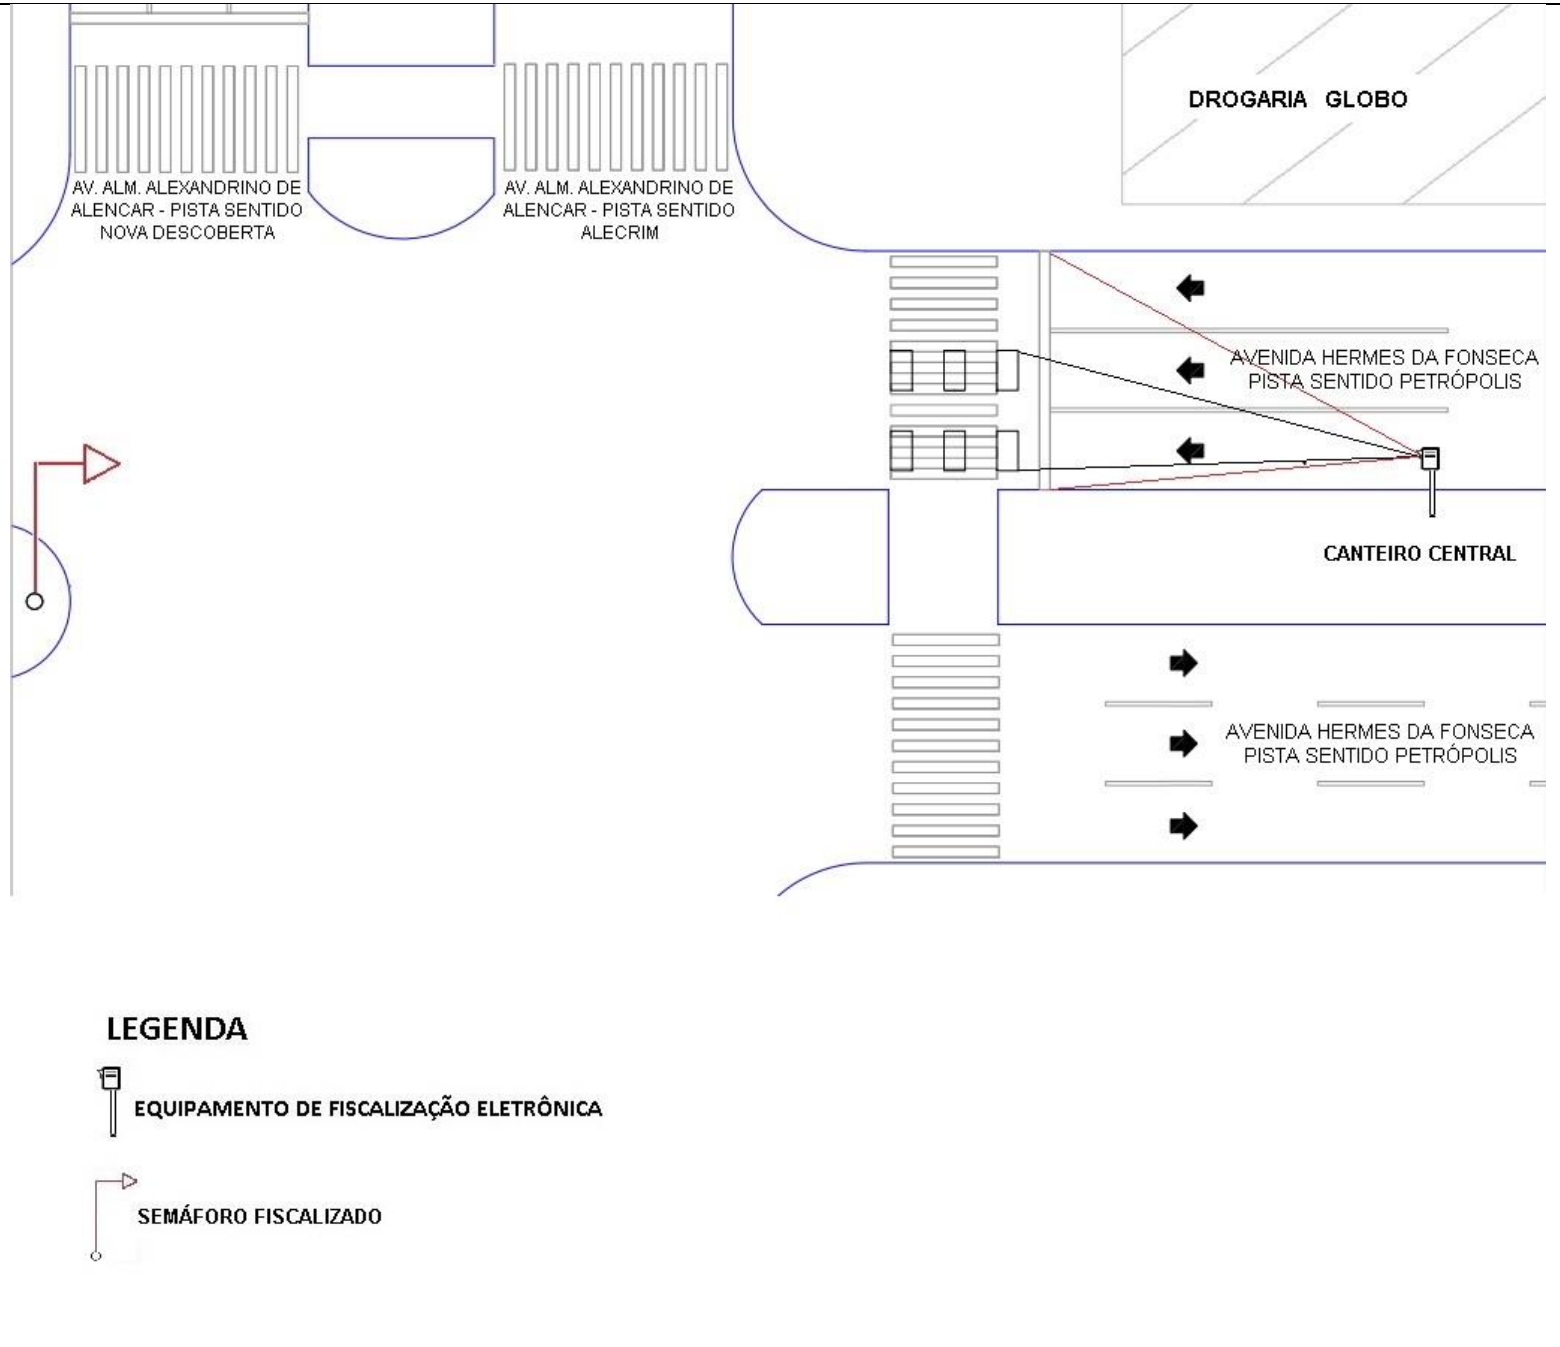 DROGARIA GLOBO
AV. ALM. ALEXANDRINO DE
ALENCAR - PISTA SENTIDO
NOVA DESCOBERTA
AV. ALM. ALEXANDRINO DE
ALENCAR - PISTA SENTIDO
ALECRIM
AVENIDA HERMES DA FONSECA
PISTA SENTIDO PETRÓPOLIS
CANTEIRO CENTRAL
AVENIDA HERMES DA FONSECA
PISTA SENTIDO PETRÓPOLIS
LEGENDA
EQUIPAMENTO DE FISCALIZAÇÃO ELETRÔNICA
SEMÁFORO FISCALIZADO